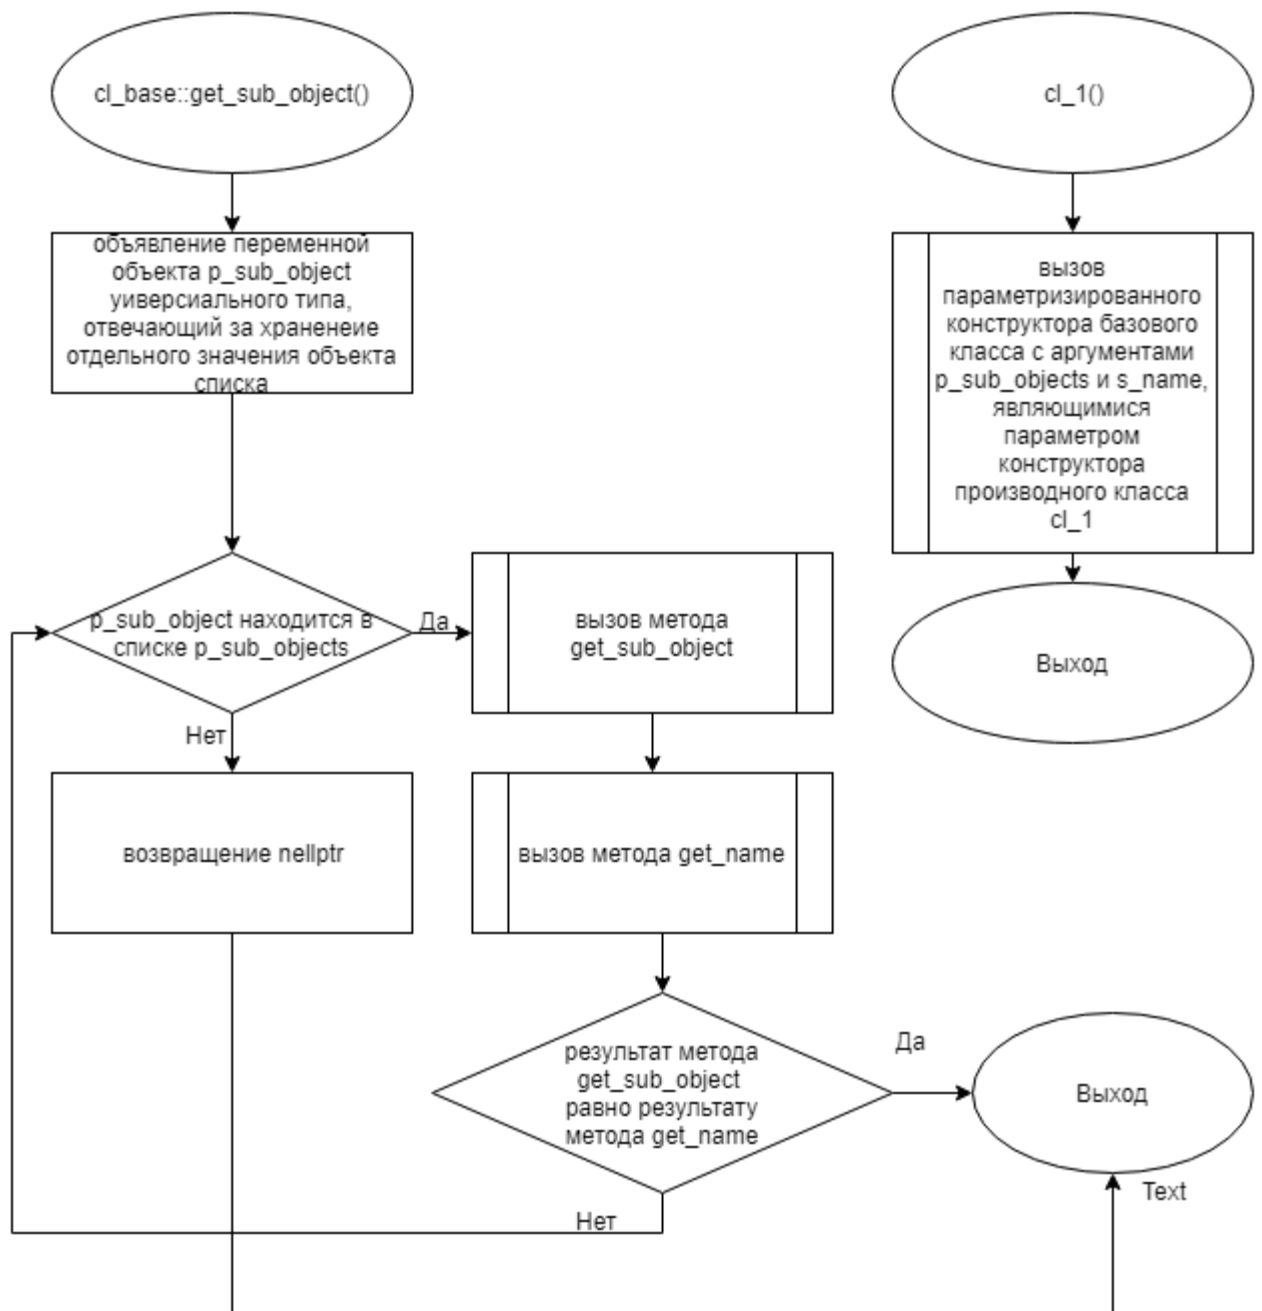 cl_base::get_sub_object()
объявление переменной
объекта p_sub_object
уиверсиального типа,
отвечающий за храненеие
отдельного значения объекта
списка
p_sub_object находится в
списке p_sub_objects
Да
вызов метода
get_sub_object
Нет
возвращение nellptr
вызов метода get_name
результат метода
get_sub_object
равно результату
метода get_name
Да
Выход
Нет
Text
cl_1()
вызов
параметризированного
конструктора базового
класса с аргументами
p_sub_objects и s_name,
являющимися
параметром
конструктора
производного класса
cl_1
Выход